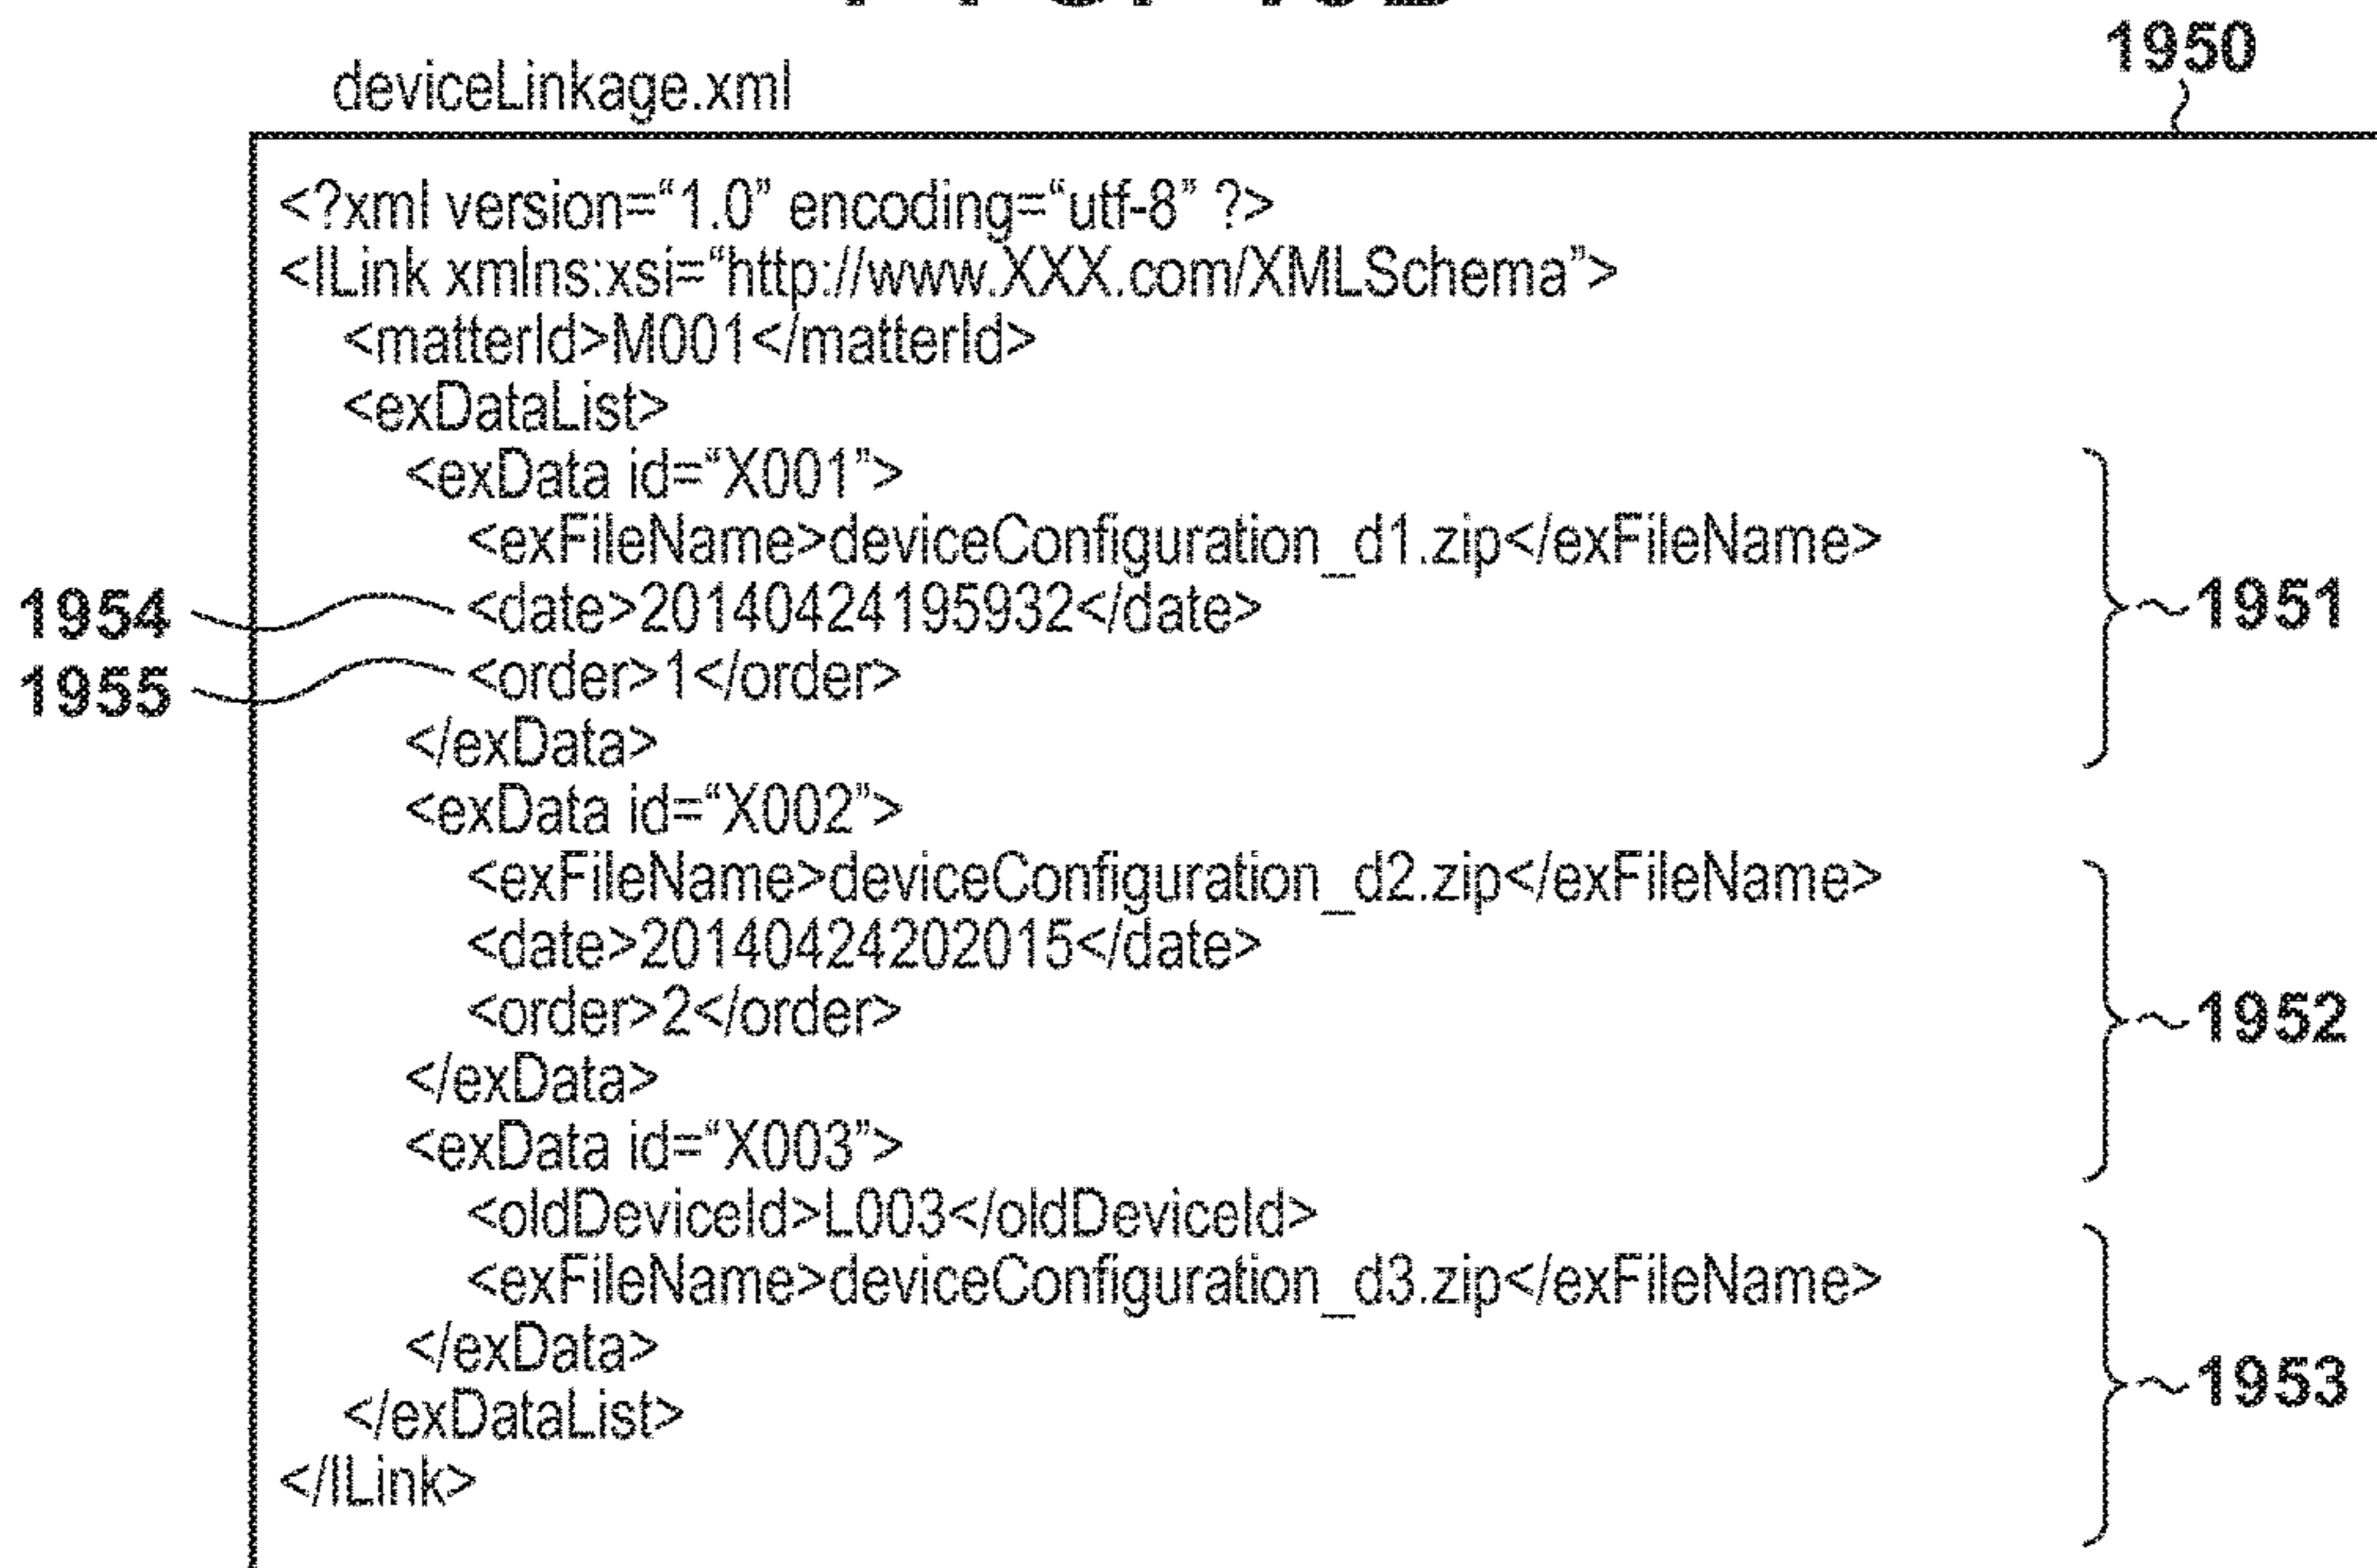 1950
deviceLinkage.xml
<?xml version=“1.0” encoding=“utf-8” ?>
<ILink xmlns:xsi=“http://www.XXX.com/XMLSchema”>
<matterId>M001</matterId>
<exDataList>
<exData id=“X001”>
<exFileName>deviceConfiguration_d1.zip</exFileName>
1954 <date>20140424195932</date> 1951
1955 <order>1</order>
</exData>
<exData id=“X002”>
<exFileName>deviceConfiguration_d2.zip</exFileName>
<date>20140424202015</date>
<order>2</order> 1952
</exData>
<exData id=“X003”>
<oldDeviceId>L003</oldDeviceId>
<exFileName>deviceConfiguration_d3.zip</exFileName>
</exData> 1953
</exDataList>
</ILink>